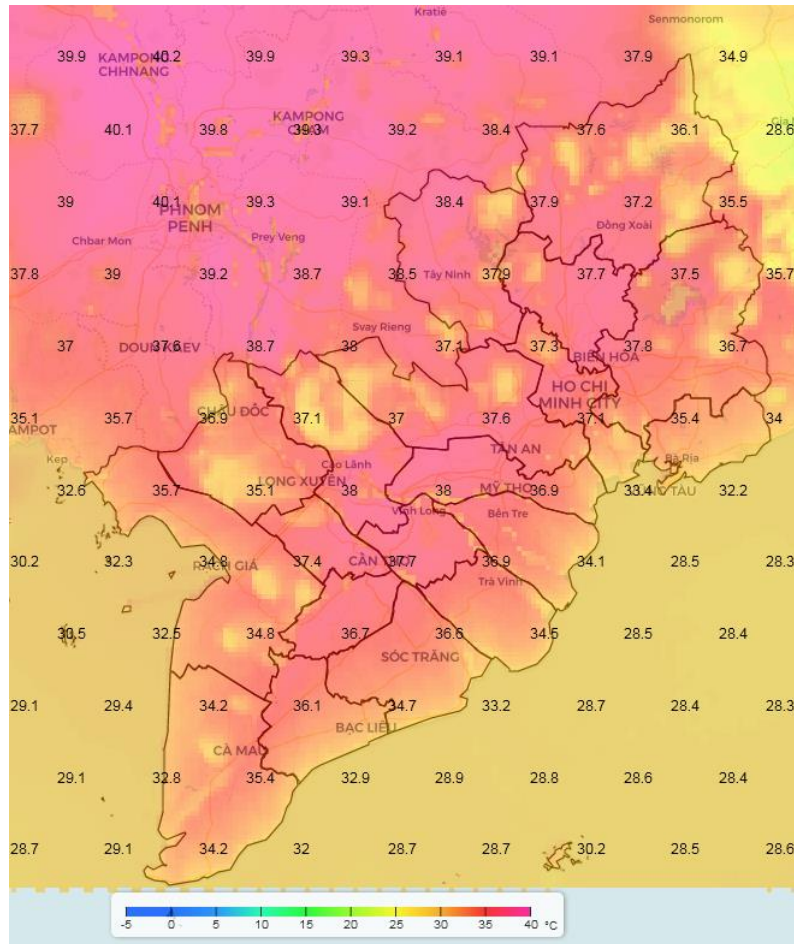 Kratié
Senmonorom
39.9 40.2 39.9 39.3 39.1 39.1 37.9 34.9
KAMPONG
CHHNANG
KAMPONG
37.7 40.1 39.8 39.3 39.2 38.4 37.6 36.1 28.6
39 40.1 39.3 39.1 38.4 37.9 37.2 35.5
PHNOM
PENH
Đồng Xoài
Chbar Mon Prey Veng
37.8 39 39.2 38.7 38.5 Tây Ninh 37.9 37.7 37.5 35.7
Svay Rieng
37 37.6 38.7 38 37.1 37.3 37.8 36.7
BIÊN HÒA
HO CHI
MINH CITY
CHÂU ĐỐC
35.1 35.7 36.9 37.1 37 37.6 37.1 35.4 34
AMPOT
TÂN AN
Kep Cao Lãnh Bà Rịa
LONG XUYÊN
32.6 35.7 35.1 38 38 MỸ THO 36.9 33.4 TÀU 32.2
Vĩnh Long Bến Tre
30.2 32.3 34.8 37.4 37.7 36.9 34.1 28.5 28.3
RẠCH GIÁ CẦN
Trà Vinh
30.5 32.5 34.8 36.7 36.6 34.5 28.5 28.4
SÓC TRĂNG
29.1 29.4 34.2 36.1 34.7 33.2 28.7 28.4 28.3
BẠC LIÊU
CÀ MAU
29.1 32.8 35.4 32.9 28.9 28.8 28.6 28.4
28.7 29.1 34.2 32 28.7 28.7 30.2 28.5 28.6
-5 0 5 10 15 20 25 30 35 40 °C